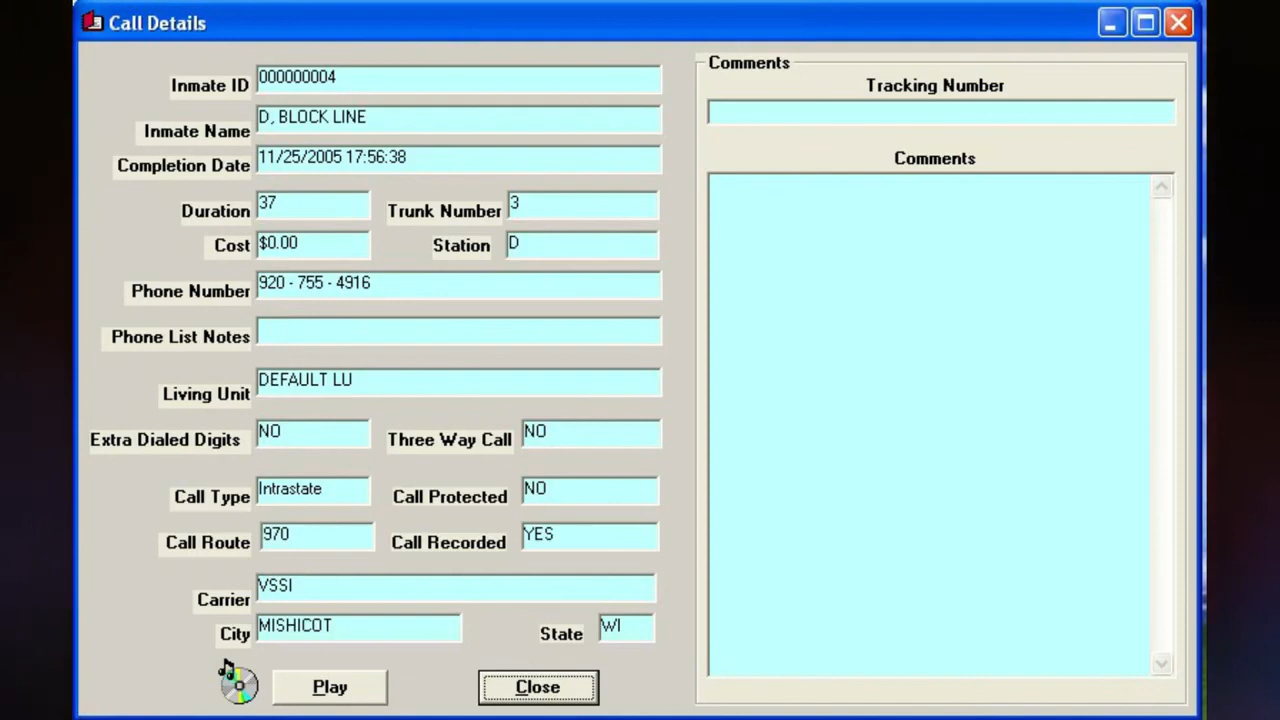 Call Details
Inmate ID 000000004
Inmate Name D, BLOCK LINE
Completion Date 11/25/2005 17:56:38
Duration 37 Trunk Number 3
Cost $0.00 Station D
Phone Number 920 - 755 - 4916
Phone List Notes
Living Unit DEFAULT LU
Extra Dialed Digits NO Three Way Call NO
Call Type Intrastate Call Protected NO
Call Route 970 Call Recorded YES
Carrier VSSI
City MISHICOT State WI
Play Close
Comments
Tracking Number
Comments